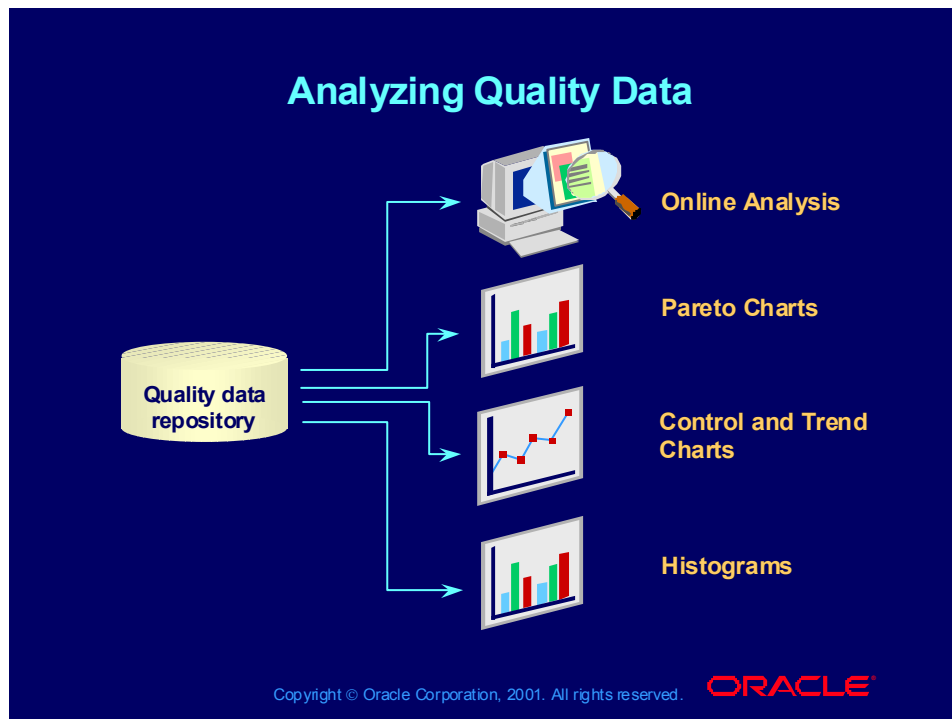 Analyzing Quality Data
Online Analysis
Pareto Charts
Quality data
repository
Control and Trend
Charts
Histograms
Copyright © Oracle Corporation, 2001. All rights reserved.
ORACLE®